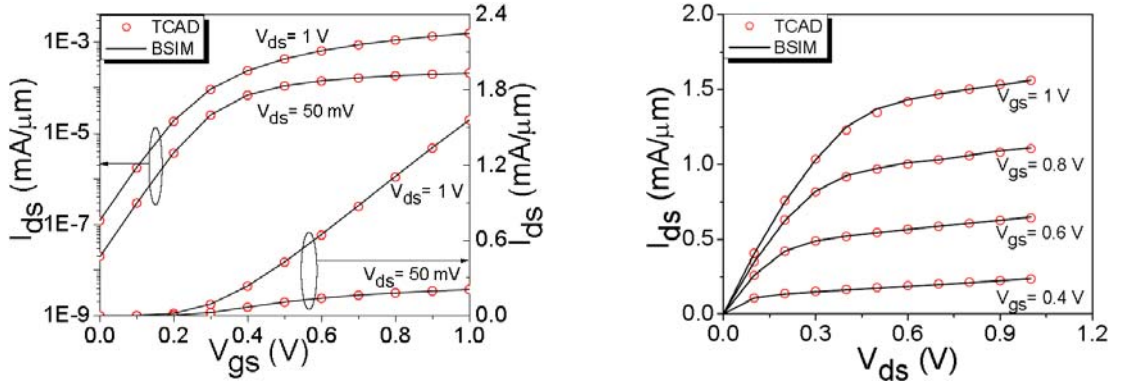 TCAD
BSIM
V_ds = 1 V
V_ds = 50 mV
V_ds = 1 V
V_ds = 50 mV
1E-3
1E-5
1E-7
1E-9
I_ds (mA/μm)
2.4
1.8
1.2
0.6
0.0
I_ds (mA/μm)
0.0 0.2 0.4 0.6 0.8 1.0
V_gs (V)
TCAD
BSIM
V_gs = 1 V
V_gs = 0.8 V
V_gs = 0.6 V
V_gs = 0.4 V
2.0
1.5
1.0
0.5
0.0
I_ds (mA/μm)
0.0 0.3 0.6 0.9 1.2
V_ds (V)